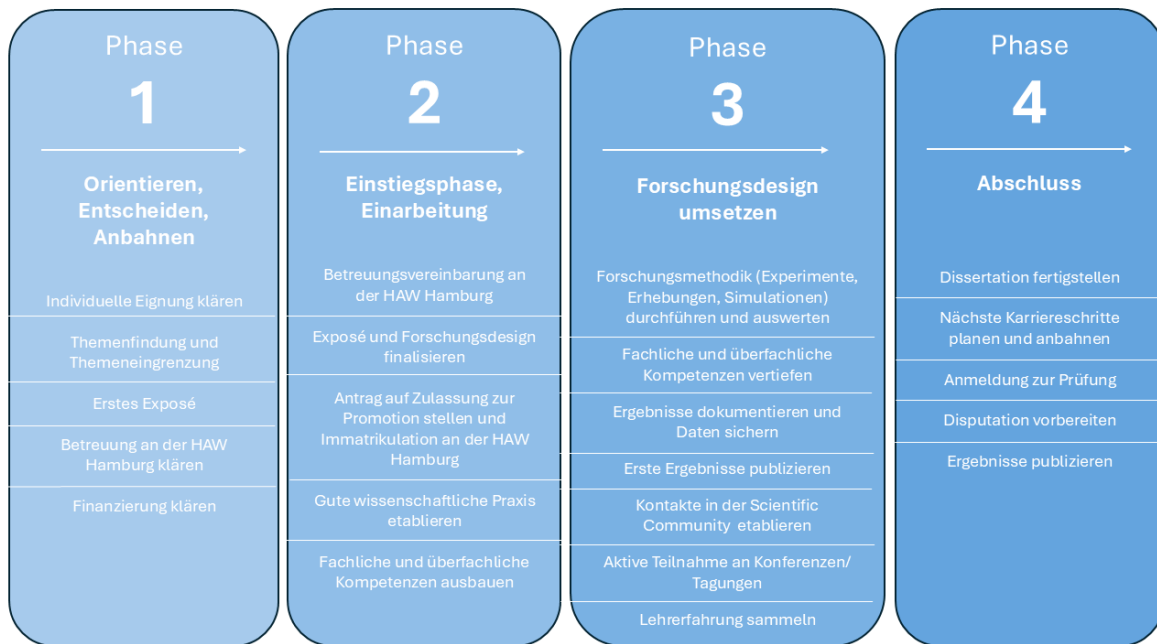 Phase
1
Orientieren,
Entscheiden,
Anbahnen
Individuelle Eignung klären
Themenfindung und
Themeneingrenzung
Erstes Exposé
Betreuung an der HAW
Hamburg klären
Finanzierung klären
Phase
2
Einstiegsphase,
Einarbeitung
Betreuungsvereinbarung an
der HAW Hamburg
Exposé und Forschungsdesign
finalisieren
Antrag auf Zulassung zur
Promotion stellen und
Immatrikulation an der HAW
Hamburg
Gute wissenschaftliche Praxis
etablieren
Fachliche und überfachliche
Kompetenzen ausbauen
Phase
3
Forschungsdesign
umsetzen
Forschungsmethodik (Experimente,
Erhebungen, Simulationen)
durchführen und auswerten
Fachliche und überfachliche
Kompetenzen vertiefen
Ergebnisse dokumentieren und
Daten sichern
Erste Ergebnisse publizieren
Kontakte in der Scientific
Community etablieren
Aktive Teilnahme an Konferenzen/
Tagungen
Lehrerfahrung sammeln
Phase
4
Abschluss
Dissertation fertigstellen
Nächste Karriereschritte
planen und anbahnen
Anmeldung zur Prüfung
Disputation vorbereiten
Ergebnisse publizieren